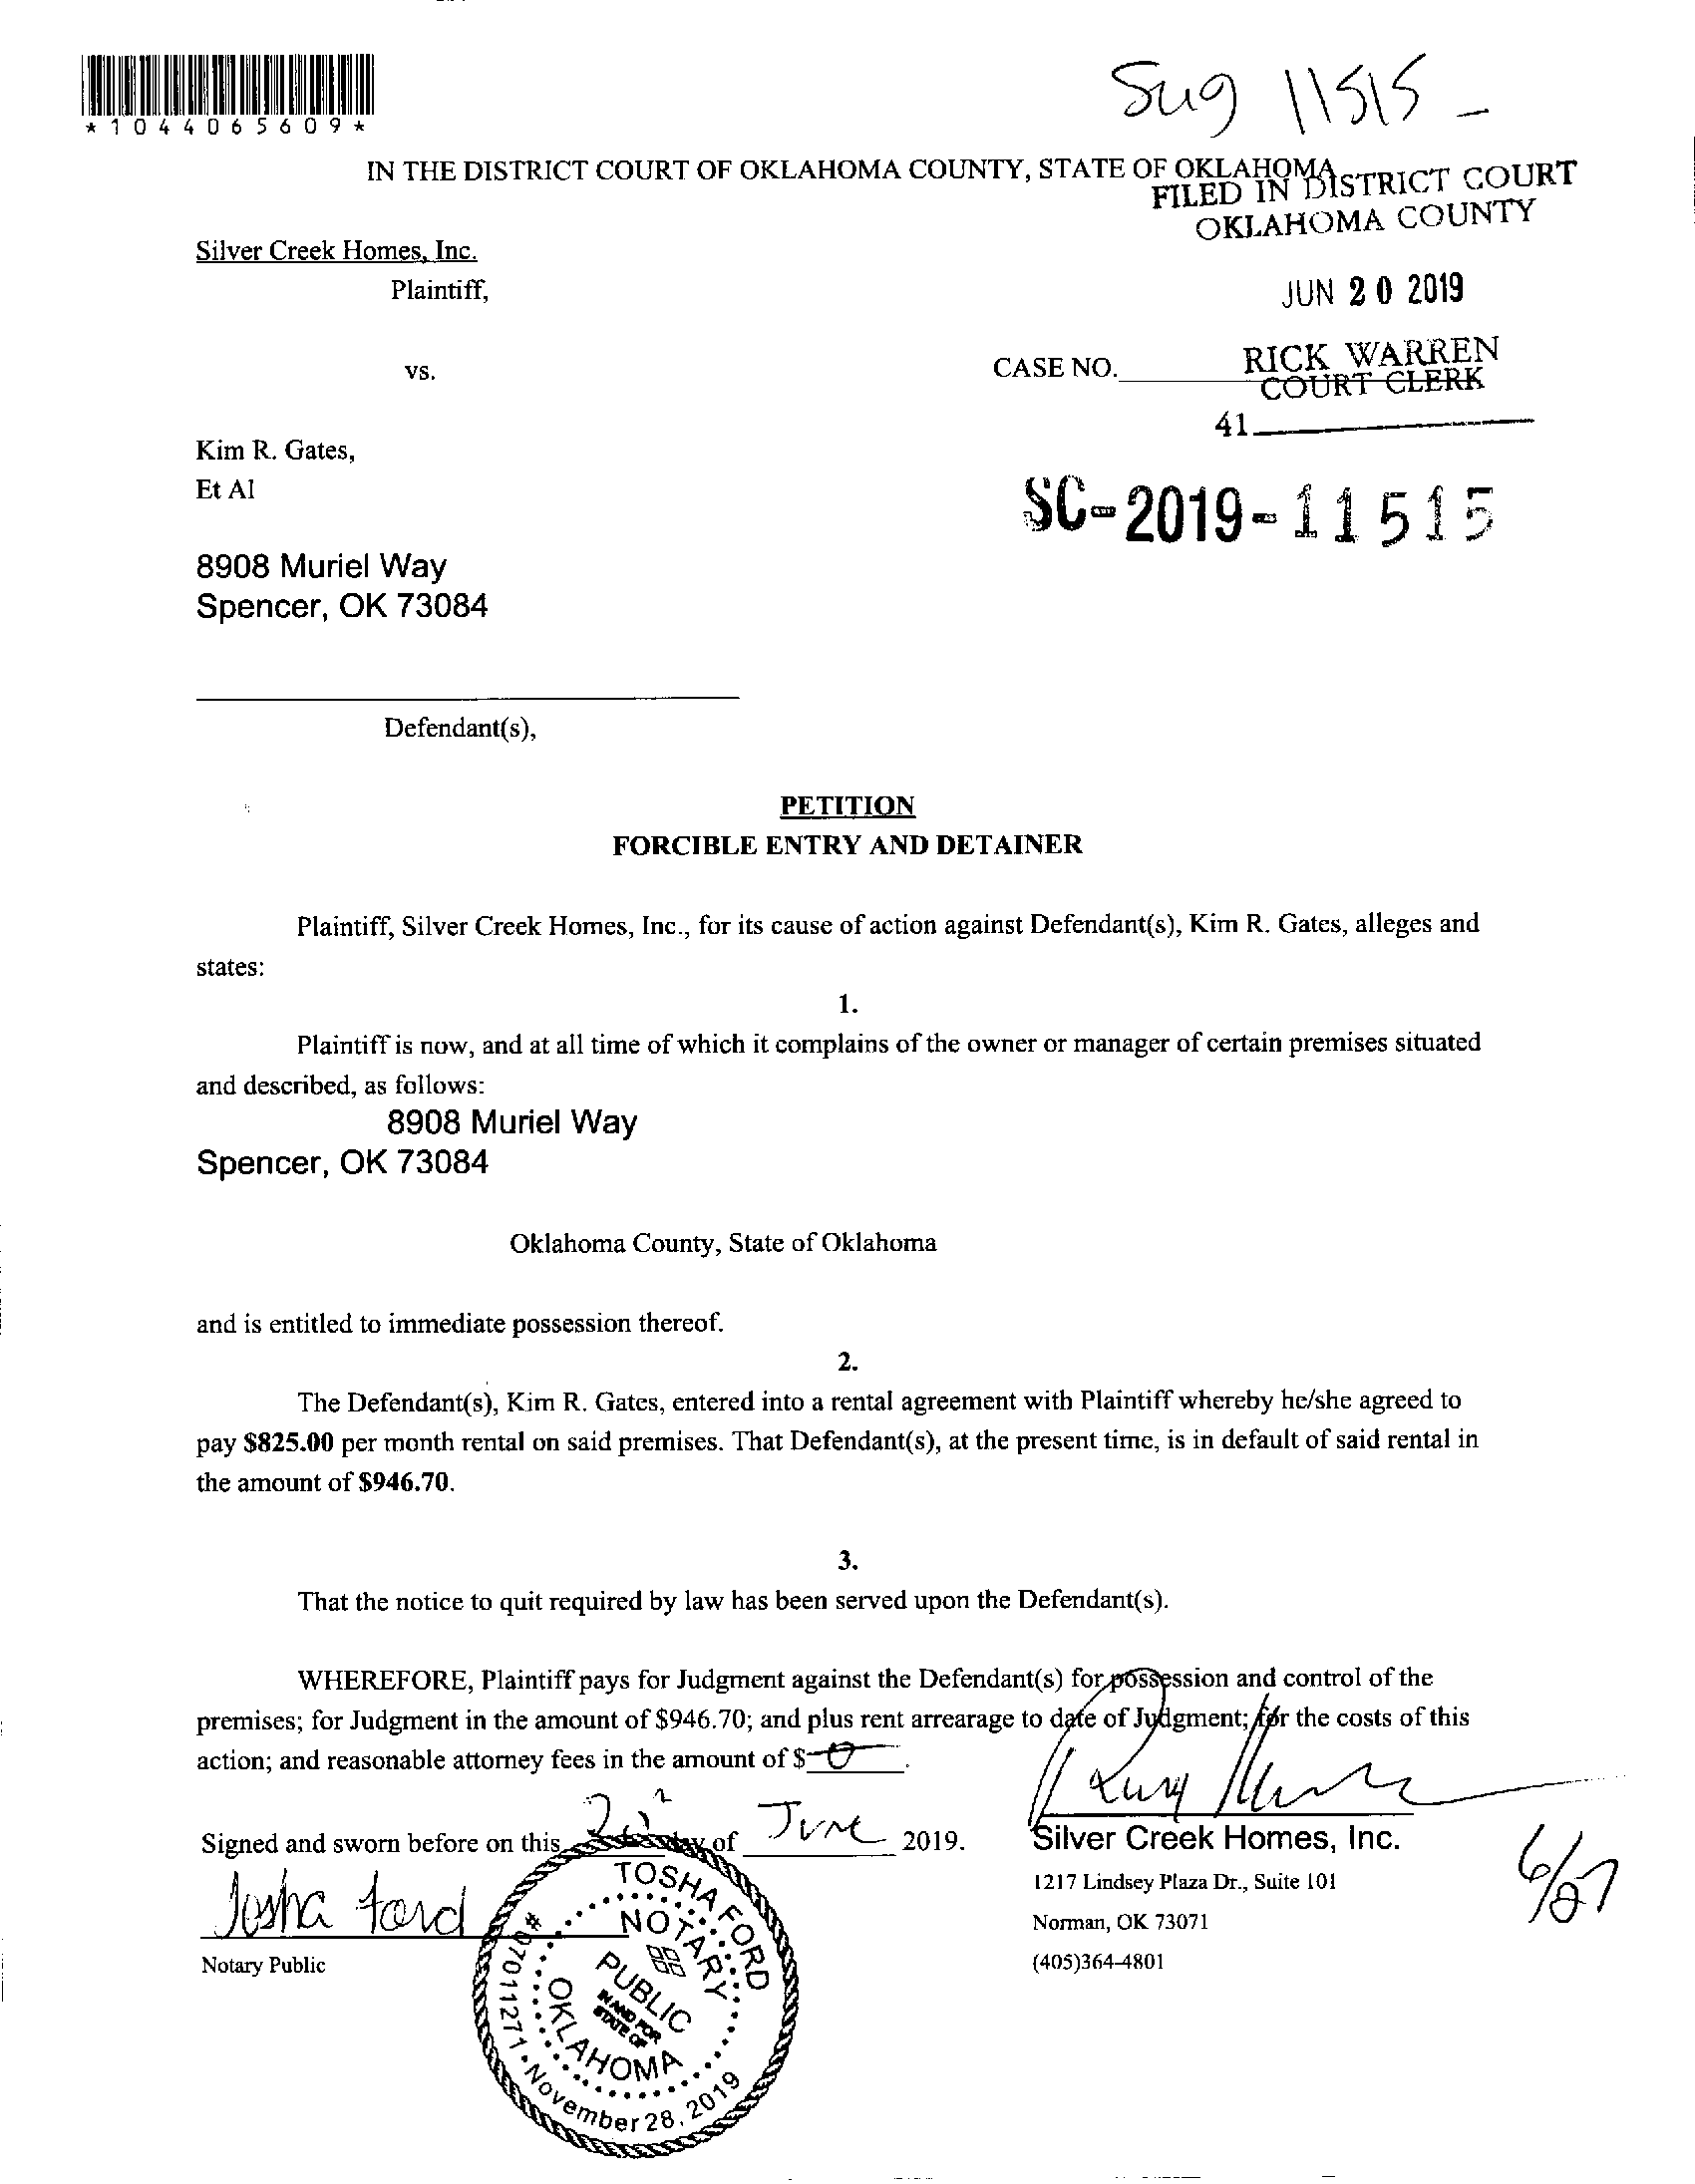 *1044065609*
Sug 11515-
IN THE DISTRICT COURT OF OKLAHOMA COUNTY, STATE OF OKLAHOMA
FILED IN DISTRICT COURT
OKLAHOMA COUNTY
Silver Creek Homes, Inc.
Plaintiff,
JUN 20 2019
vs.
CASE NO.
RICK WARREN
COURT CLERK
41
Kim R. Gates,
Et Al
SC-2019-11515
8908 Muriel Way
Spencer, OK 73084
Defendant(s),
PETITION
FORCIBLE ENTRY AND DETAINER
Plaintiff, Silver Creek Homes, Inc., for its cause of action against Defendant(s), Kim R. Gates, alleges and
states:
1.
Plaintiff is now, and at all time of which it complains of the owner or manager of certain premises situated
and described, as follows:
8908 Muriel Way
Spencer, OK 73084
Oklahoma County, State of Oklahoma
and is entitled to immediate possession thereof.
2.
The Defendant(s), Kim R. Gates, entered into a rental agreement with Plaintiff whereby he/she agreed to
pay $825.00 per month rental on said premises. That Defendant(s), at the present time, is in default of said rental in
the amount of $946.70.
3.
That the notice to quit required by law has been served upon the Defendant(s).
WHEREFORE, Plaintiff pays for Judgment against the Defendant(s) for possession and control of the
premises; for Judgment in the amount of $946.70; and plus rent arrearage to date of Judgment; for the costs of this
action; and reasonable attorney fees in the amount of $ 0.
Signed and sworn before on this day of June 2019.
Tosha Ford
Notary Public
TOSHA FORD
NOTARY PUBLIC
IN AND FOR
STATE OF
OKLAHOMA
# 07011271 • November 28, 2019
Silver Creek Homes, Inc.
1217 Lindsey Plaza Dr., Suite 101
Norman, OK 73071
(405)364-4801
6/27